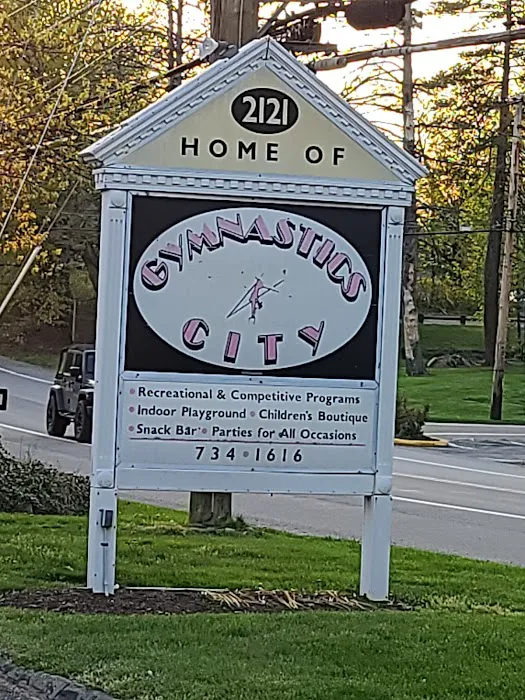 2121
HOME OF
GYMNASTICS
CITY
• Recreational & Competitive Programs
• Indoor Playground • Children's Boutique
• Snack Bar • Parties for All Occasions
734 • 1616